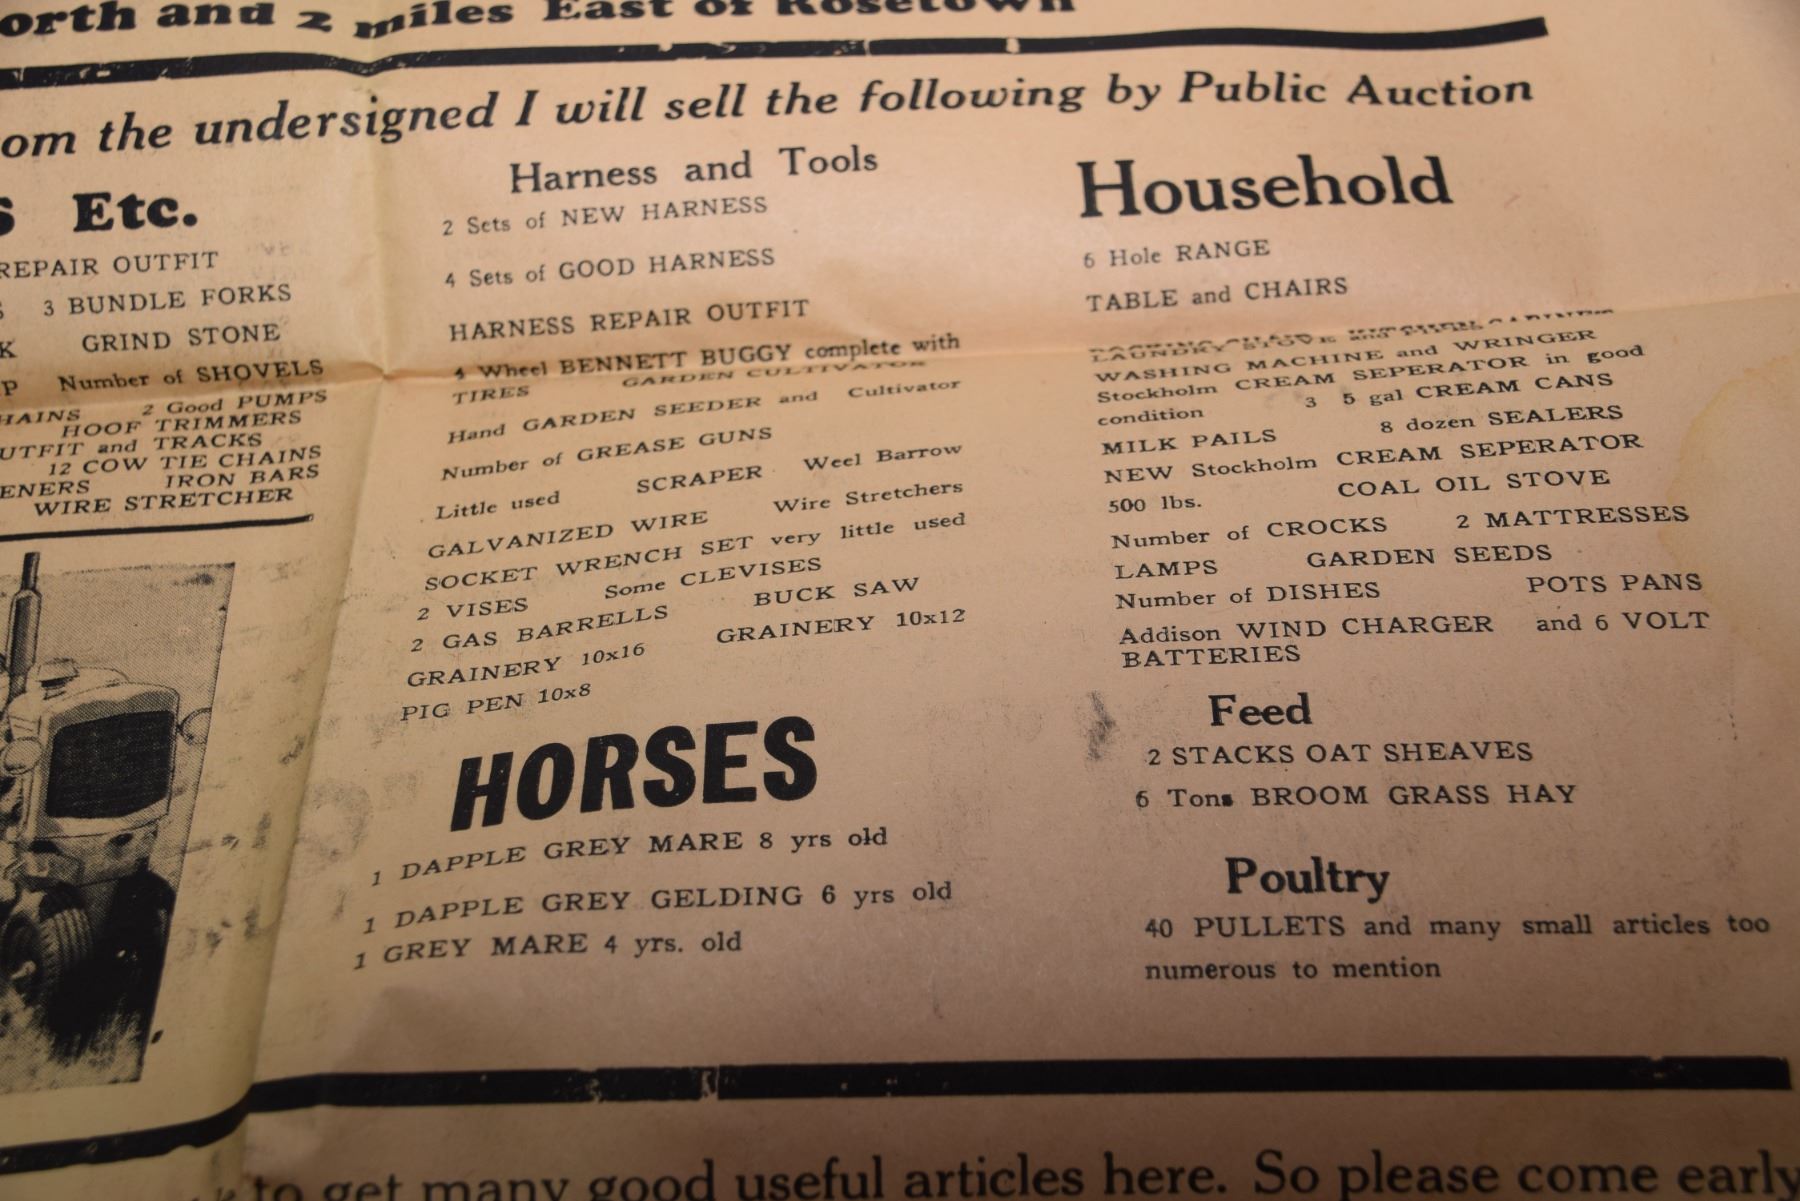 orth and 2 miles East of Rosetown
om the undersigned I will sell the following by Public Auction
Etc.
REPAIR OUTFIT
3 BUNDLE FORKS
K GRIND STONE
P Number of SHOVELS
HAINS 2 Good PUMPS
HOOF TRIMMERS
UTFIT and TRACKS
12 COW TIE CHAINS
ENERS IRON BARS
WIRE STRETCHER
Harness and Tools
2 Sets of NEW HARNESS
4 Sets of GOOD HARNESS
HARNESS REPAIR OUTFIT
4 Wheel BENNETT BUGGY complete with
TIRES GARDEN CULTIVATOR
Hand GARDEN SEEDER and Cultivator
Number of GREASE GUNS
Little used SCRAPER Weel Barrow
GALVANIZED WIRE Wire Stretchers
SOCKET WRENCH SET very little used
2 VISES Some CLEVISES
2 GAS BARRELLS BUCK SAW
GRAINERY 10x16 GRAINERY 10x12
PIG PEN 10x8
HORSES
1 DAPPLE GREY MARE 8 yrs old
1 DAPPLE GREY GELDING 6 yrs old
1 GREY MARE 4 yrs. old
Household
6 Hole RANGE
TABLE and CHAIRS
LAUNDRY STOVE and
WASHING MACHINE and WRINGER
Stockholm CREAM SEPERATOR in good
condition 3 5 gal CREAM CANS
MILK PAILS 8 dozen SEALERS
NEW Stockholm CREAM SEPERATOR
500 lbs. COAL OIL STOVE
Number of CROCKS 2 MATTRESSES
LAMPS GARDEN SEEDS
Number of DISHES POTS PANS
Addison WIND CHARGER and 6 VOLT
BATTERIES
Feed
2 STACKS OAT SHEAVES
6 Tons BROOM GRASS HAY
Poultry
40 PULLETS and many small articles too
numerous to mention
to get many good useful articles here. So please come early